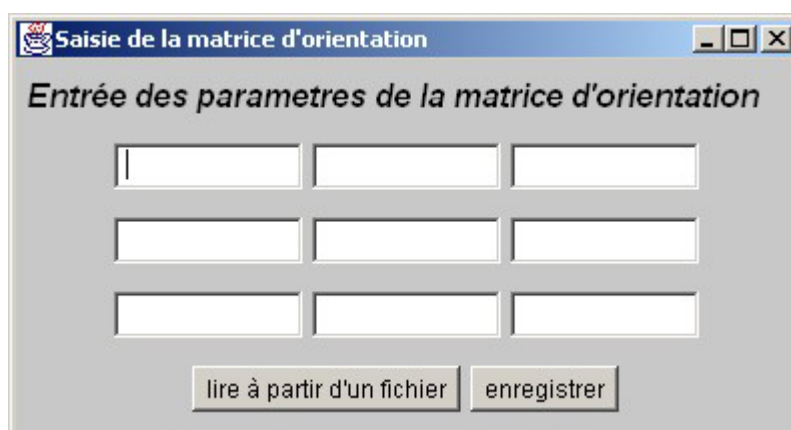 Saisie de la matrice d'orientation
Entrée des parametres de la matrice d'orientation
lire à partir d'un fichier enregistrer